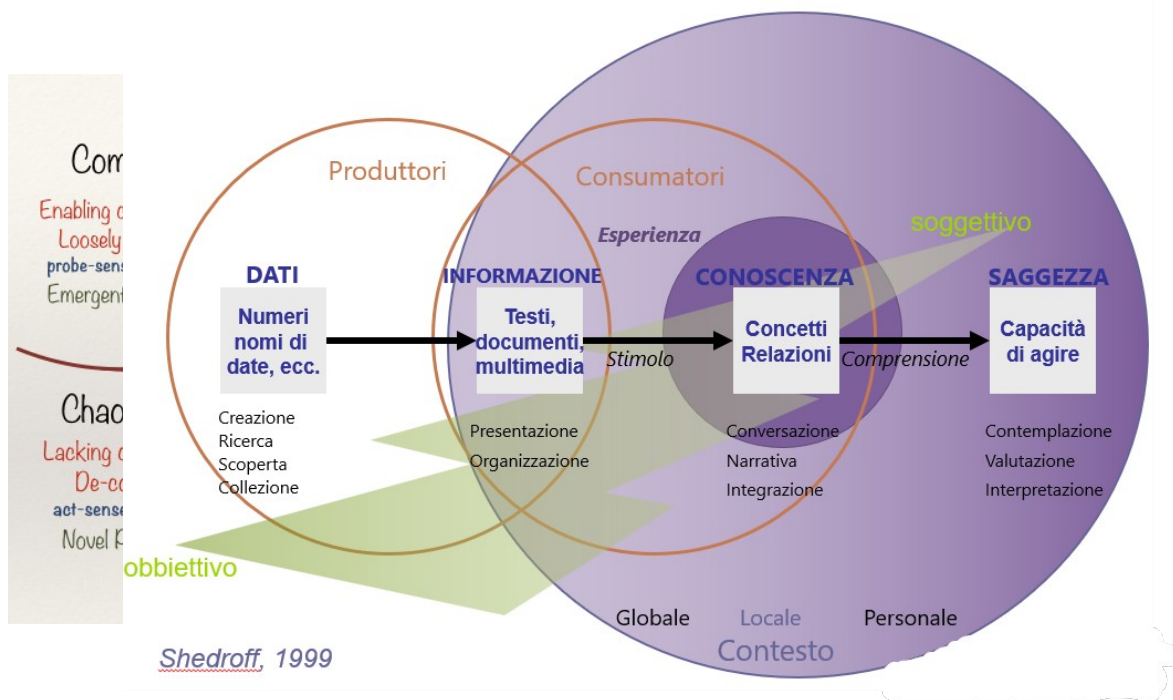 Com
Enabling c
Loosely
probe-sens
Emergent
Chao
Lacking c
De-co
act-sense
Novel P
Produttori
Consumatori
Esperienza
soggettivo
DATI
INFORMAZIONE
CONOSCENZA
SAGGEZZA
Numeri
nomi di
date, ecc.
Testi,
documenti,
multimedia
Stimolo
Concetti
Relazioni
Comprensione
Capacità
di agire
Creazione
Ricerca
Scoperta
Collezione
Presentazione
Organizzazione
Conversazione
Narrativa
Integrazione
Contemplazione
Valutazione
Interpretazione
obbiettivo
Globale
Locale
Personale
Contesto
Shedroff, 1999